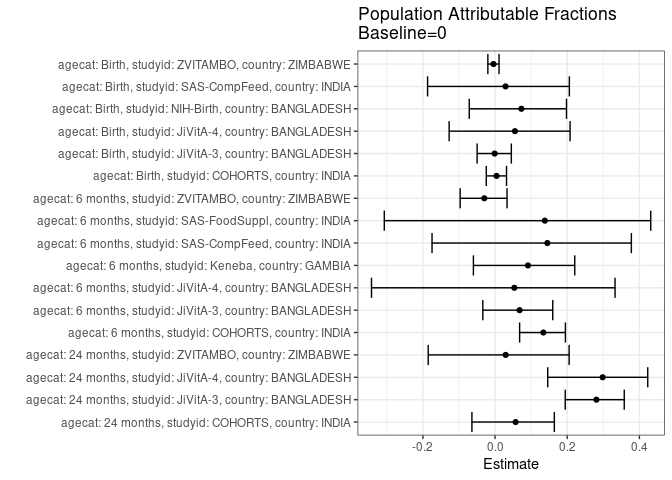 Population Attributable Fractions
Baseline=0
agecat: Birth, studyid: ZVITAMBO, country: ZIMBABWE
agecat: Birth, studyid: SAS-CompFeed, country: INDIA
agecat: Birth, studyid: NIH-Birth, country: BANGLADESH
agecat: Birth, studyid: JiVitA-4, country: BANGLADESH
agecat: Birth, studyid: JiVitA-3, country: BANGLADESH
agecat: Birth, studyid: COHORTS, country: INDIA
agecat: 6 months, studyid: ZVITAMBO, country: ZIMBABWE
agecat: 6 months, studyid: SAS-FoodSuppl, country: INDIA
agecat: 6 months, studyid: SAS-CompFeed, country: INDIA
agecat: 6 months, studyid: Keneba, country: GAMBIA
agecat: 6 months, studyid: JiVitA-4, country: BANGLADESH
agecat: 6 months, studyid: JiVitA-3, country: BANGLADESH
agecat: 6 months, studyid: COHORTS, country: INDIA
agecat: 24 months, studyid: ZVITAMBO, country: ZIMBABWE
agecat: 24 months, studyid: JiVitA-4, country: BANGLADESH
agecat: 24 months, studyid: JiVitA-3, country: BANGLADESH
agecat: 24 months, studyid: COHORTS, country: INDIA
-0.2 0.0 0.2 0.4
Estimate